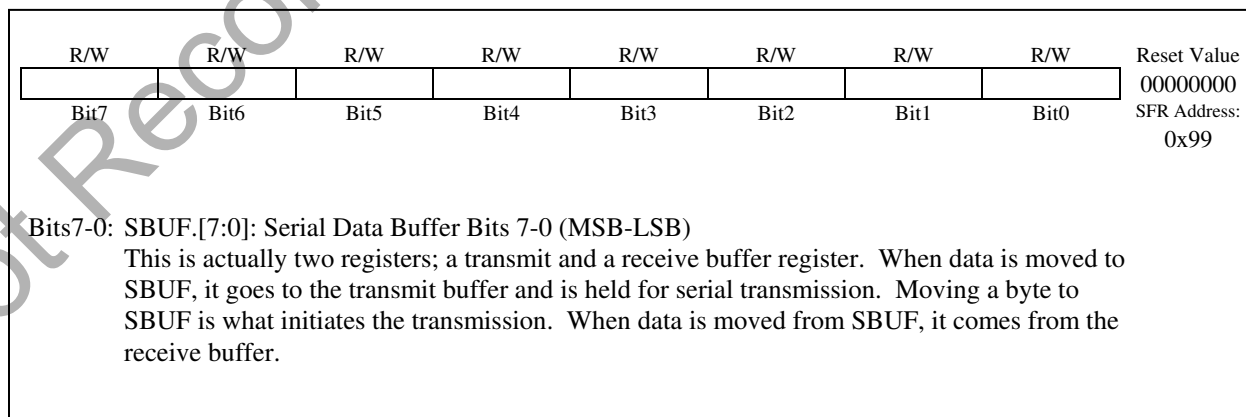 R/W R/W R/W R/W R/W R/W R/W R/W Reset Value
00000000
Bit7 Bit6 Bit5 Bit4 Bit3 Bit2 Bit1 Bit0 SFR Address:
0x99
Bits7-0: SBUF.[7:0]: Serial Data Buffer Bits 7-0 (MSB-LSB)
This is actually two registers; a transmit and a receive buffer register. When data is moved to
SBUF, it goes to the transmit buffer and is held for serial transmission. Moving a byte to
SBUF is what initiates the transmission. When data is moved from SBUF, it comes from the
receive buffer.